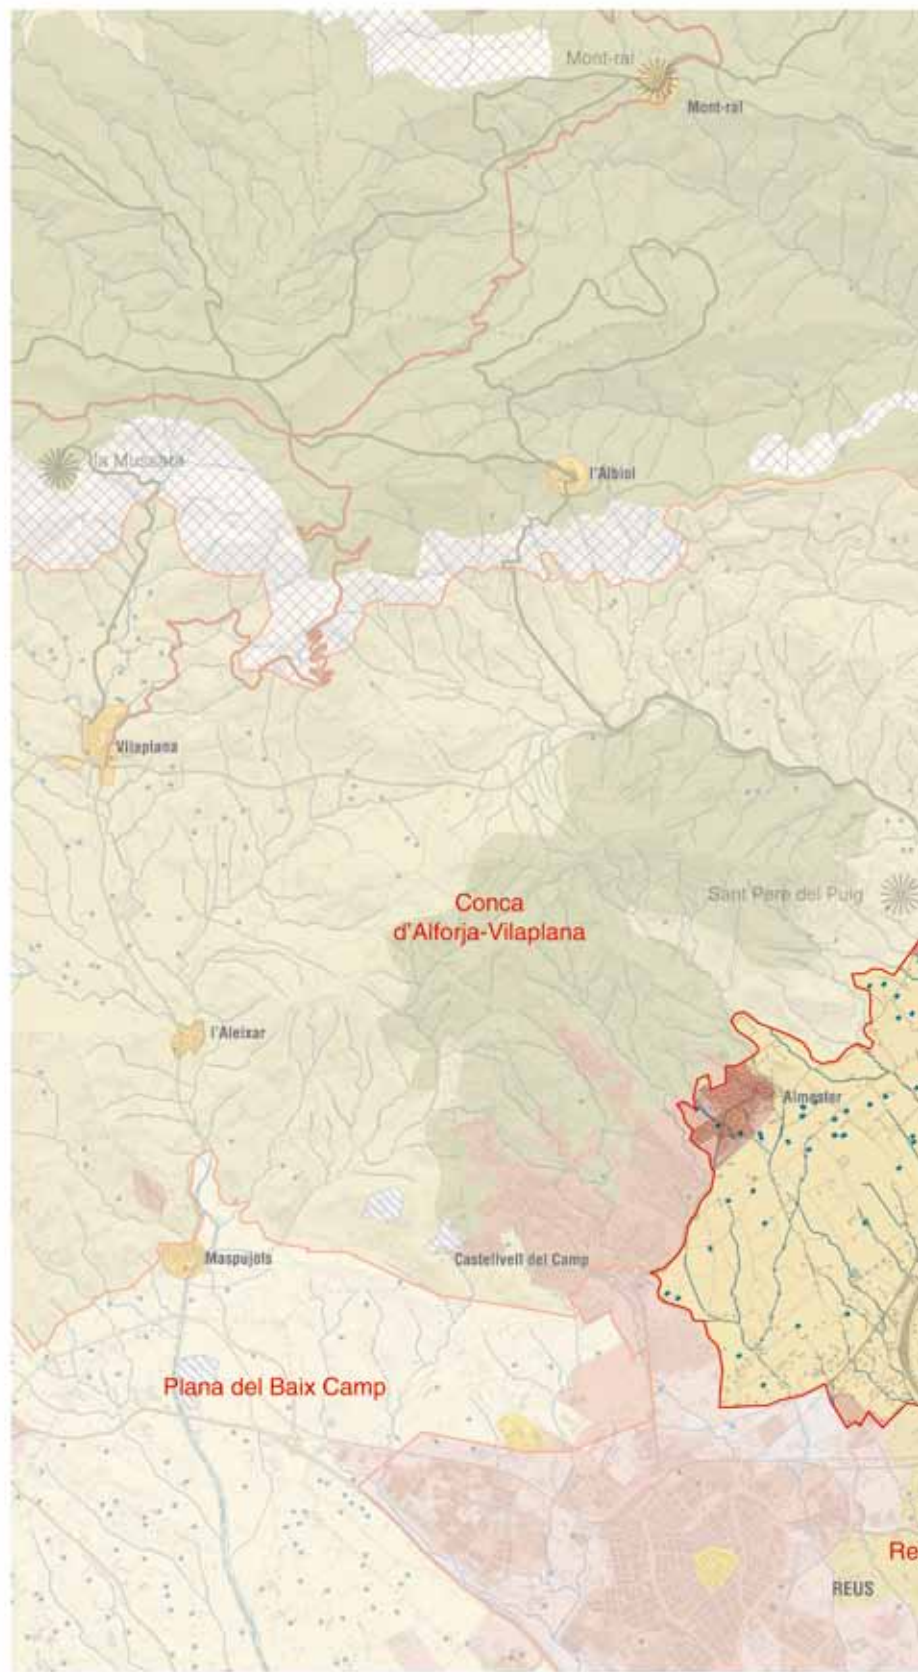 Mont-ral
Mont-ral
la Mussara
l'Albiol
Vilaplana
Conca
d'Alforja-Vilaplana
Sant Pere del Puig
l'Aleixar
Almoster
Maspujols
Castellvell del Camp
Plana del Baix Camp
Re
REUS